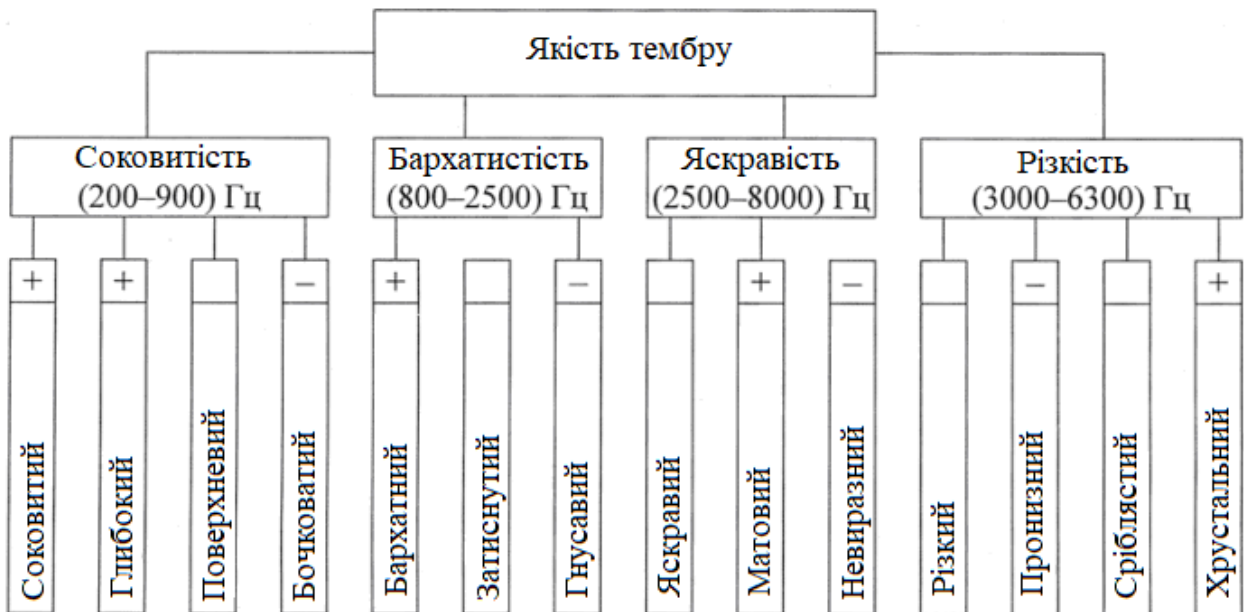 Якість тембру
Соковитість
(200–900) Гц
Бархатистість
(800–2500) Гц
Яскравість
(2500–8000) Гц
Різкість
(3000–6300) Гц
+
+
–
+
–
+
–
–
+
Соковитий
Глибокий
Поверхневий
Бочковатий
Бархатний
Затиснутий
Гнусавий
Яскравий
Матовий
Невиразний
Різкий
Пронизний
Сріблястий
Хрустальний